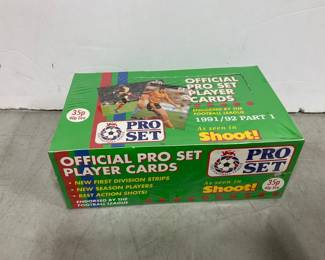 OFFICIAL
PRO SET
PLAYER
CARDS
ENDORSED BY THE
FOOTBALL LEAGUE
1991/92 PART 1
As seen in
Shoot!
35p
PRO
SET
OFFICIAL PRO SET
PLAYER CARDS
• NEW FIRST DIVISION STRIPS
• NEW SEASON PLAYERS
• BEST ACTION SHOTS!
ENDORSED BY THE
FOOTBALL LEAGUE
PRO
SET
As seen in
Shoot!
35p